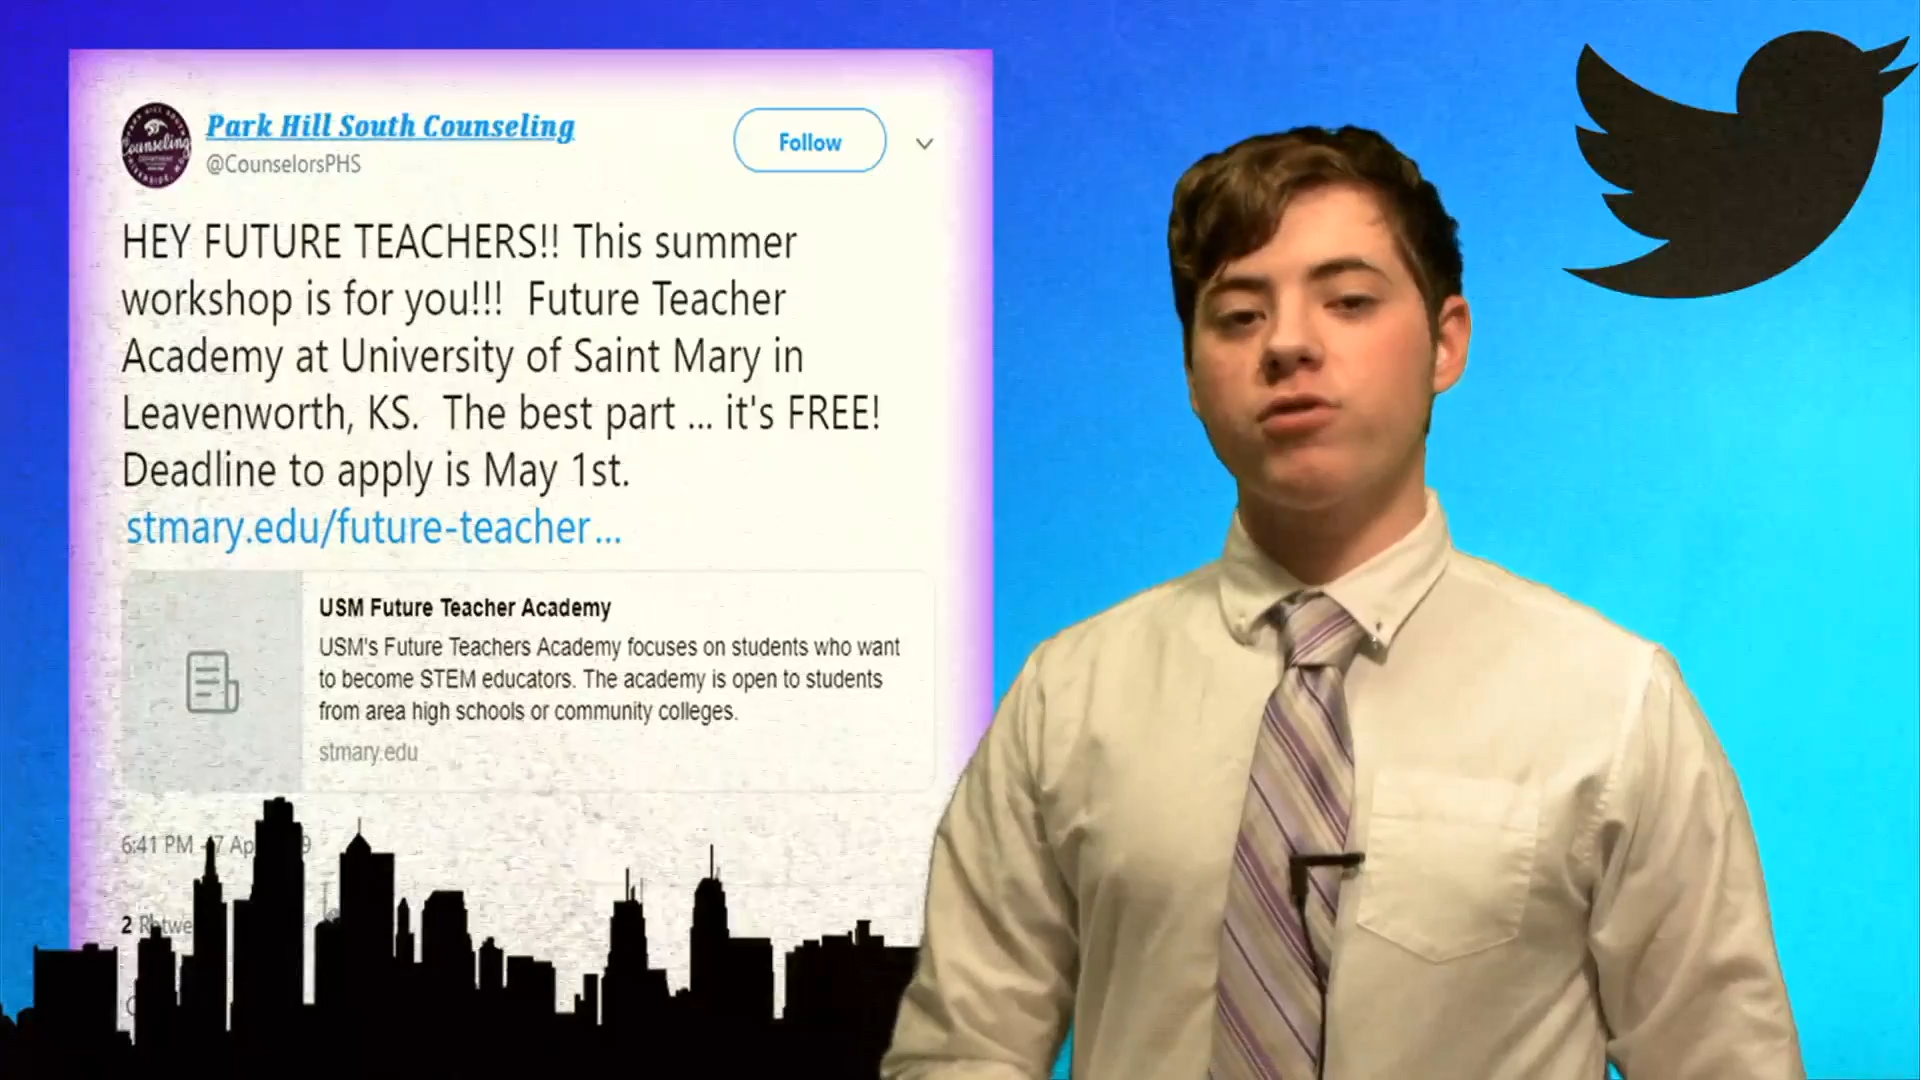 Park Hill South Counseling
@CounselorsPHS
Follow
HEY FUTURE TEACHERS!! This summer
workshop is for you!!! Future Teacher
Academy at University of Saint Mary in
Leavenworth, KS. The best part ... it's FREE!
Deadline to apply is May 1st.
stmary.edu/future-teacher...
USM Future Teacher Academy
USM's Future Teachers Academy focuses on students who want
to become STEM educators. The academy is open to students
from area high schools or community colleges.
stmary.edu
6:41 PM
2